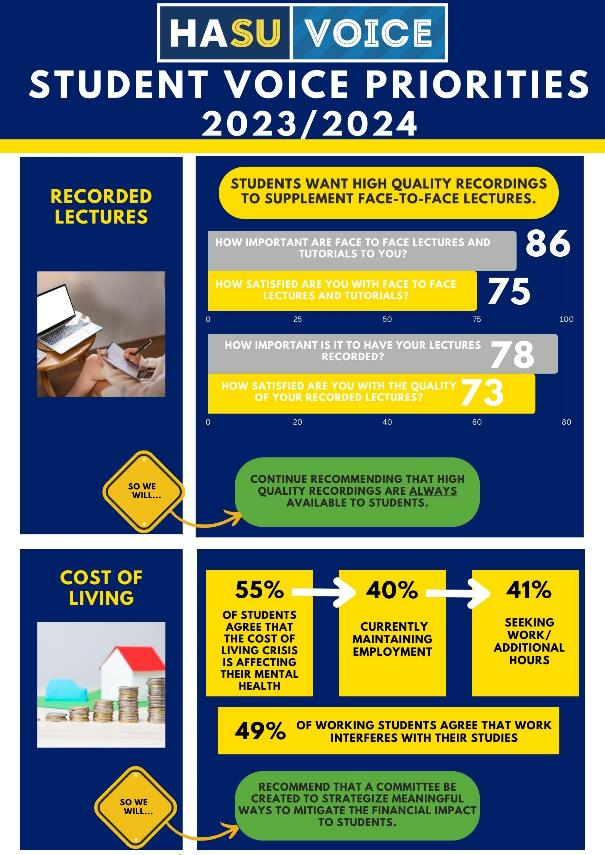 HASU VOICE
STUDENT VOICE PRIORITIES
2023/2024
RECORDED
LECTURES
STUDENTS WANT HIGH QUALITY RECORDINGS
TO SUPPLEMENT FACE-TO-FACE LECTURES.
HOW IMPORTANT ARE FACE TO FACE LECTURES AND
TUTORIALS TO YOU?
86
HOW SATISFIED ARE YOU WITH FACE TO FACE
LECTURES AND TUTORIALS?
75
0 25 50 75 100
HOW IMPORTANT IS IT TO HAVE YOUR LECTURES
RECORDED?
78
HOW SATISFIED ARE YOU WITH THE QUALITY
OF YOUR RECORDED LECTURES?
73
0 20 40 60 80
SO WE
WILL...
CONTINUE RECOMMENDING THAT HIGH
QUALITY RECORDINGS ARE ALWAYS
AVAILABLE TO STUDENTS.
COST OF
LIVING
55%
OF STUDENTS
AGREE THAT
THE COST OF
LIVING CRISIS
IS AFFECTING
THEIR MENTAL
HEALTH
40%
CURRENTLY
MAINTAINING
EMPLOYMENT
41%
SEEKING
WORK/
ADDITIONAL
HOURS
49% OF WORKING STUDENTS AGREE THAT WORK
INTERFERES WITH THEIR STUDIES
SO WE
WILL...
RECOMMEND THAT A COMMITTEE BE
CREATED TO STRATEGIZE MEANINGFUL
WAYS TO MITIGATE THE FINANCIAL IMPACT
TO STUDENTS.